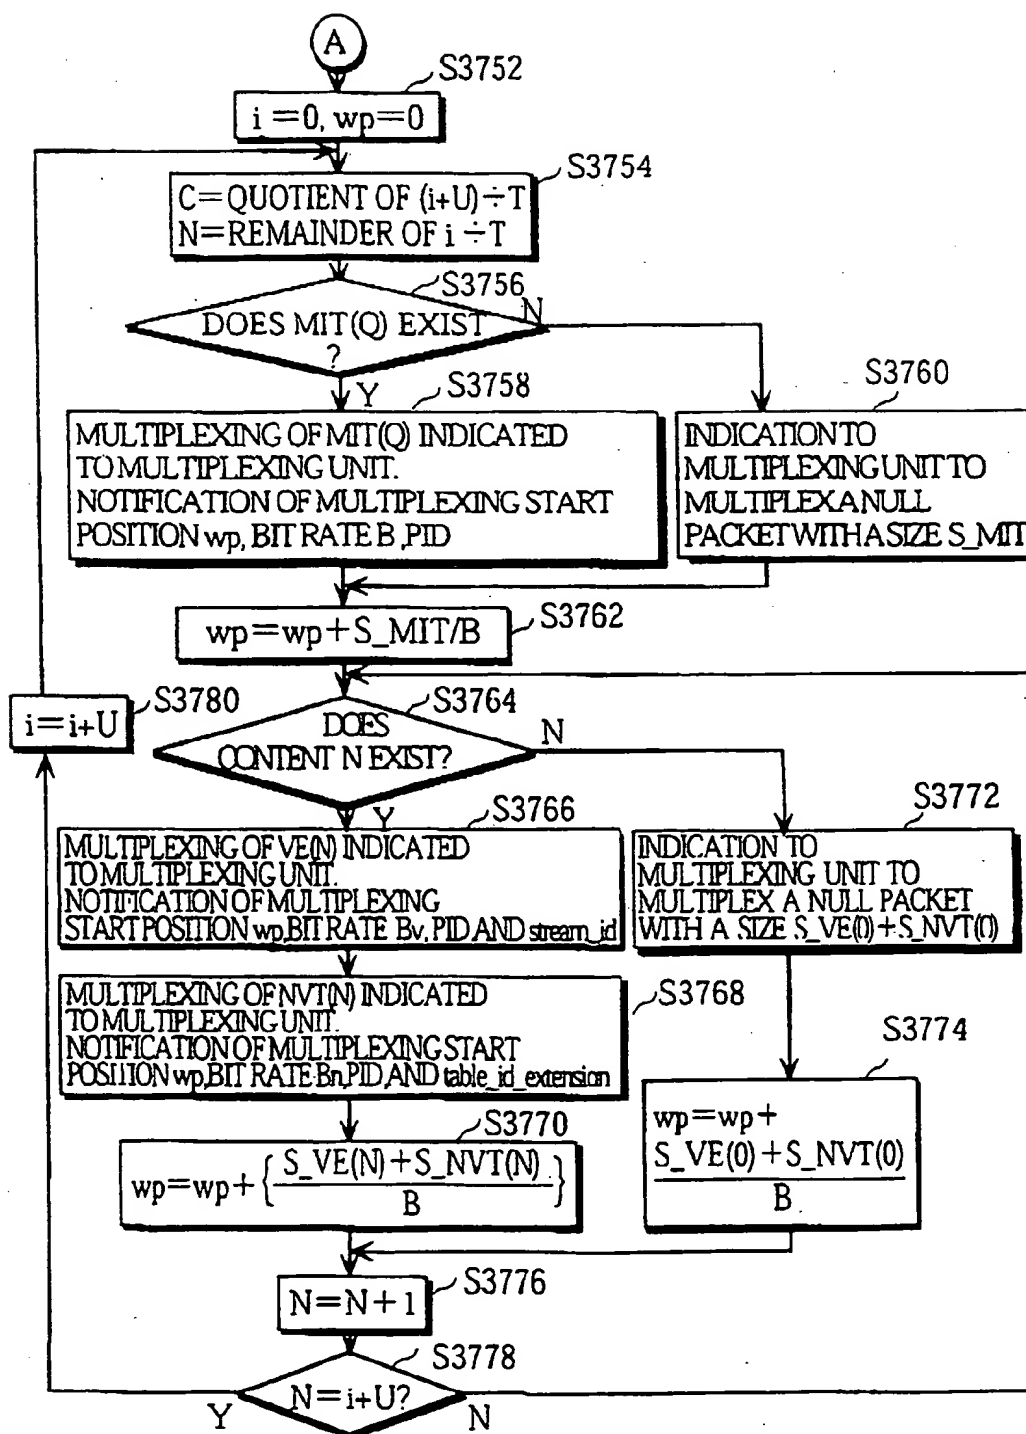 A
S3752
i=0, wp=0
S3754
C=QUOTIENT OF (i+U)÷T
N=REMAINDER OF i÷T
S3756
DOES MIT(Q) EXIST
?
N
Y
S3758
MULTIPLEXING OF MIT(Q) INDICATED
TO MULTIPLEXING UNIT.
NOTIFICATION OF MULTIPLEXING START
POSITION wp, BIT RATE B, PID
S3760
INDICATION TO
MULTIPLEXING UNIT TO
MULTIPLEX A NULL
PACKET WITH A SIZE S_MIT
S3762
wp=wp+S_MIT/B
S3780
i=i+U
S3764
DOES
CONTENT N EXIST?
N
Y
S3766
MULTIPLEXING OF VE(N) INDICATED
TO MULTIPLEXING UNIT.
NOTIFICATION OF MULTIPLEXING
START POSITION wp, BIT RATE Bv, PID AND stream_id
S3772
INDICATION TO
MULTIPLEXING UNIT TO
MULTIPLEX A NULL PACKET
WITH A SIZE S_VE(0)+S_NVT(0)
S3768
MULTIPLEXING OF NVT(N) INDICATED
TO MULTIPLEXING UNIT.
NOTIFICATION OF MULTIPLEXING START
POSITION wp, BIT RATE Bn, PID, AND table_id_extension
S3774
wp=wp+
S_VE(0)+S_NVT(0)
B
S3770
wp=wp+{S_VE(N)+S_NVT(N)}
B
S3776
N=N+1
S3778
N=i+U?
Y
N